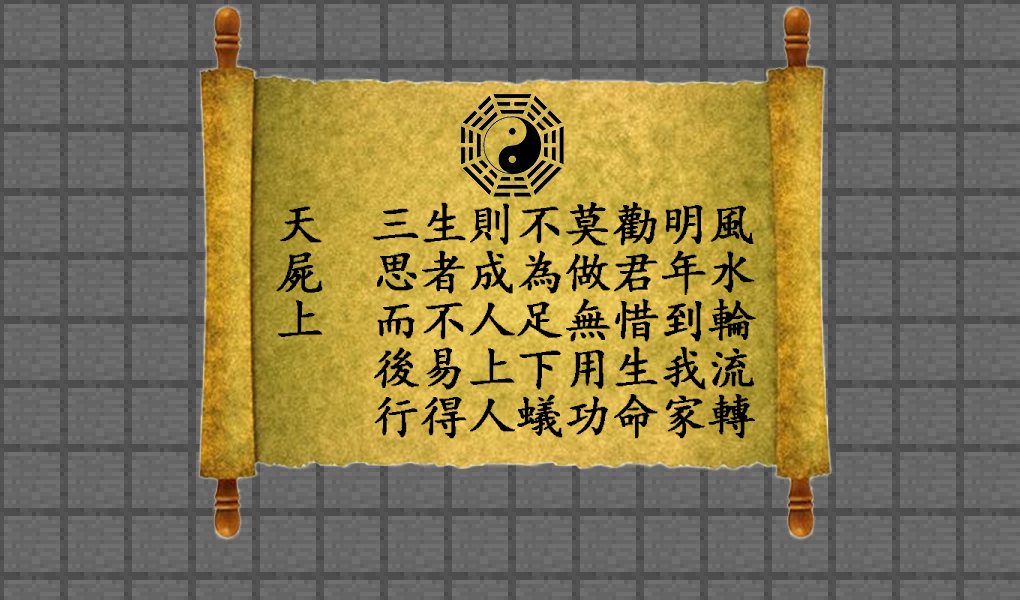 風水輪流轉
明年到我家
勸君惜生命
莫做無用功
不為足下蟻
則成人上人
生者不易得
三思而後行
天屍上